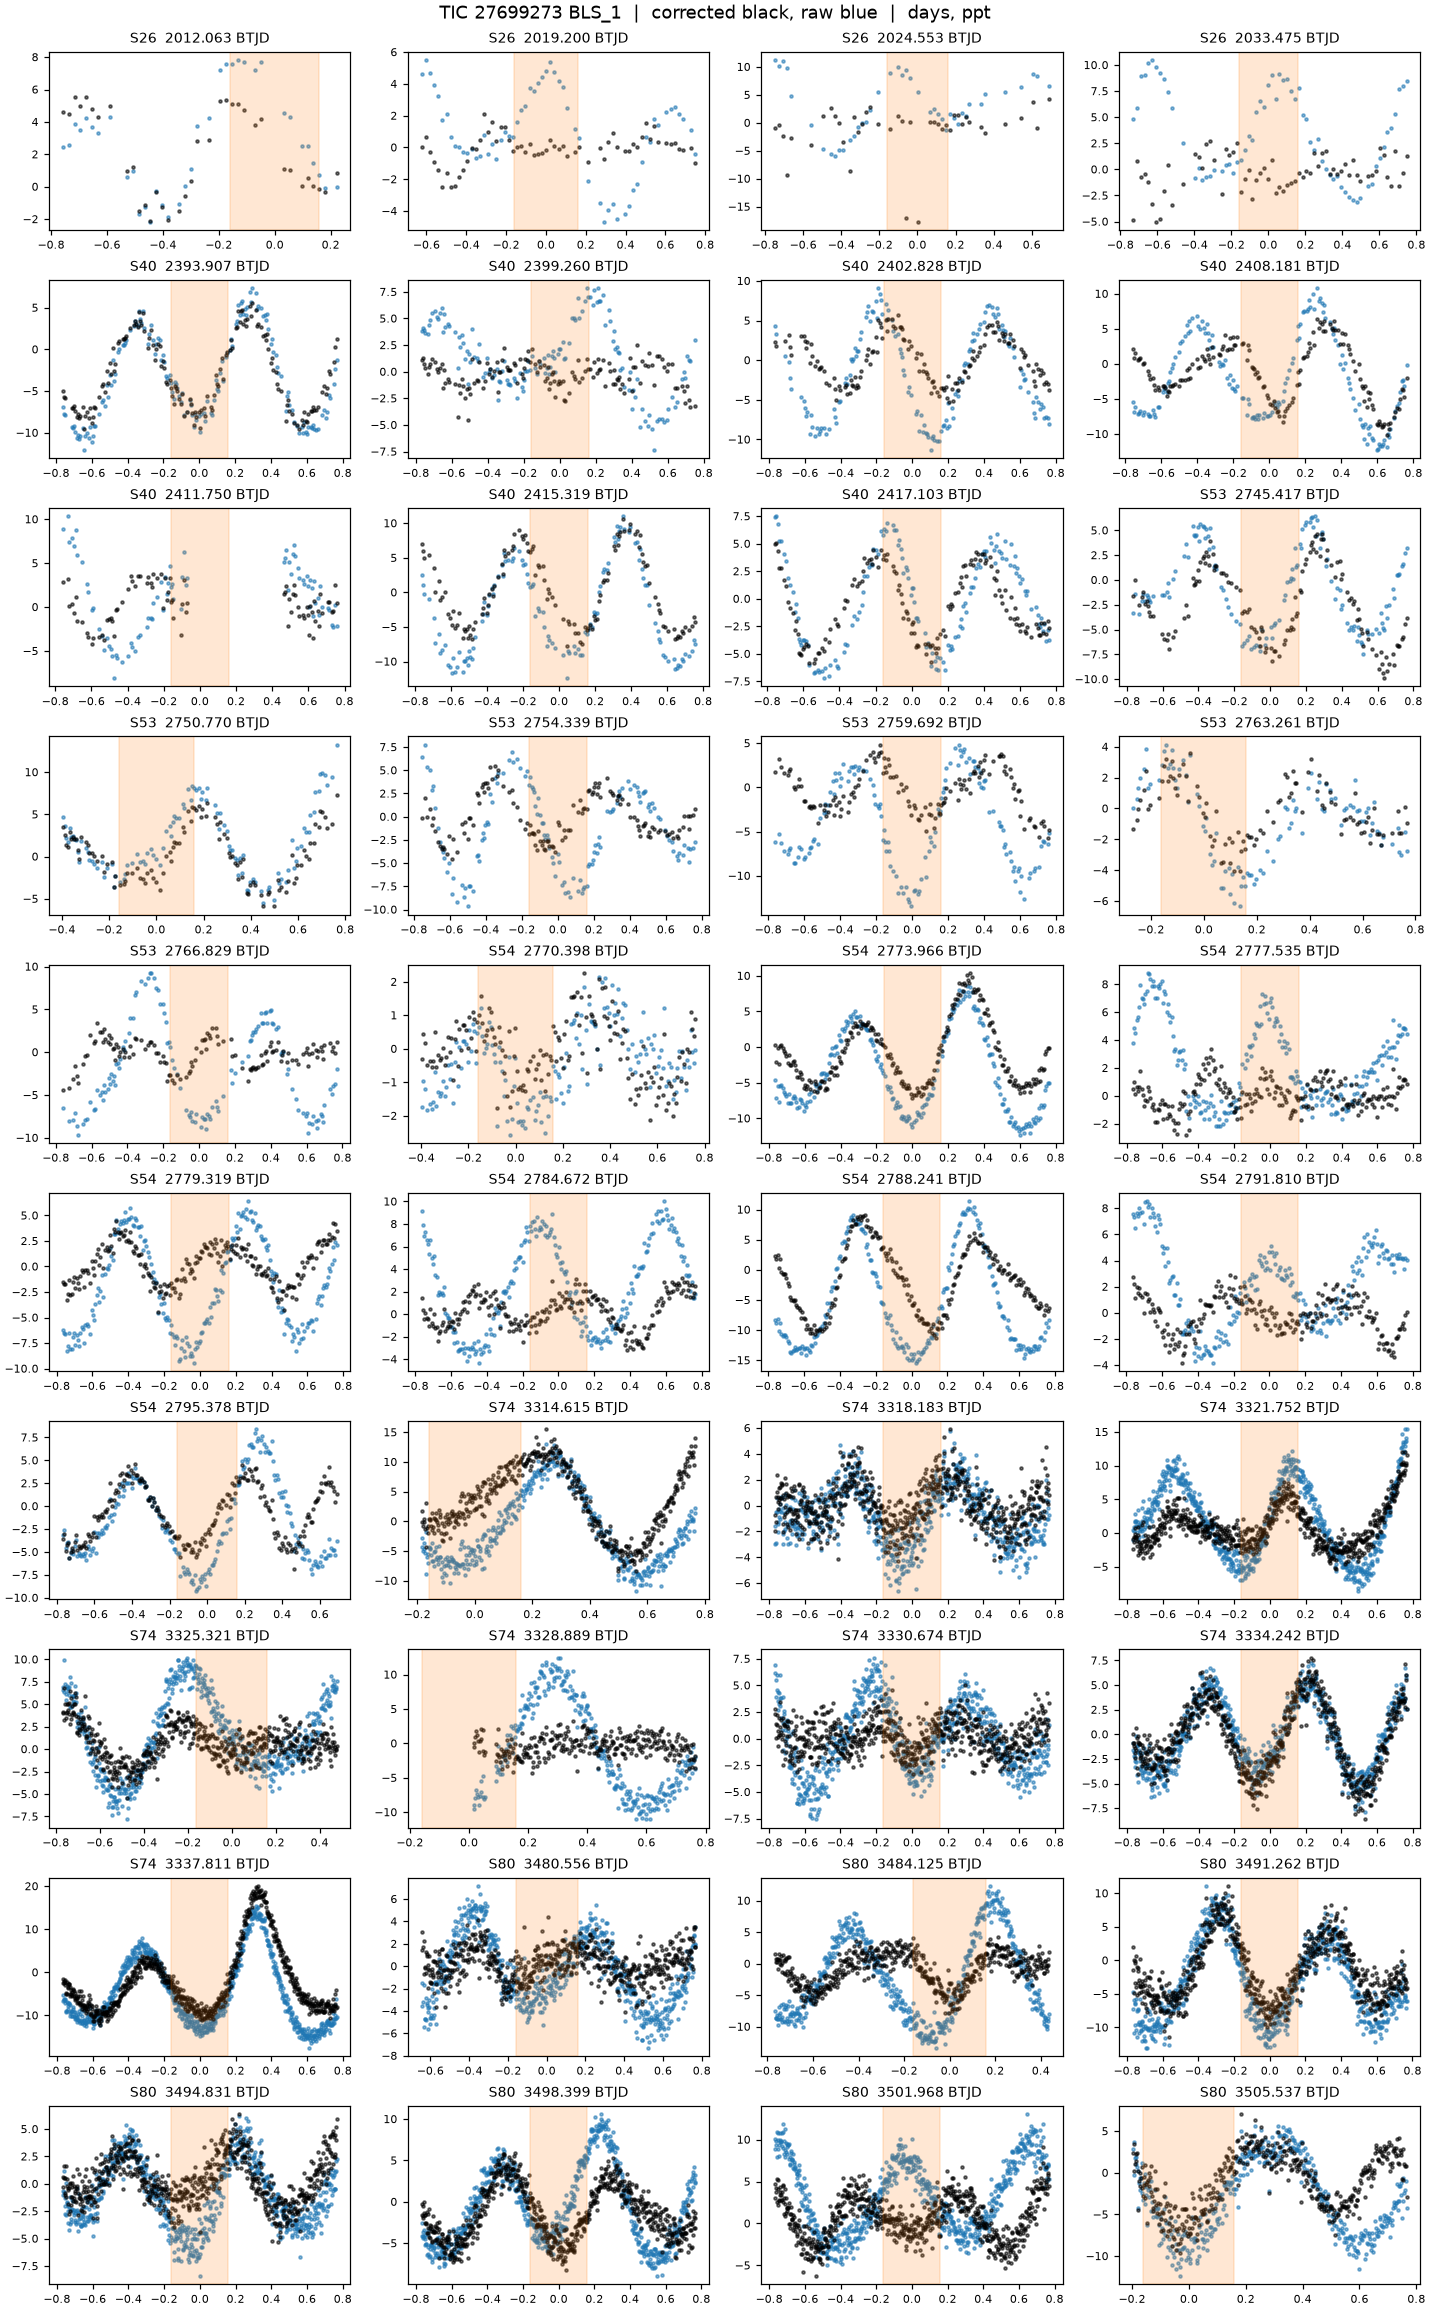 TIC 27699273 BLS_1 | corrected black, raw blue | days, ppt
S26 2012.063 BTJD
S26 2019.200 BTJD
S26 2024.553 BTJD
S26 2033.475 BTJD
S40 2393.907 BTJD
S40 2399.260 BTJD
S40 2402.828 BTJD
S40 2408.181 BTJD
S40 2411.750 BTJD
S40 2415.319 BTJD
S40 2417.103 BTJD
S53 2745.417 BTJD
S53 2750.770 BTJD
S53 2754.339 BTJD
S53 2759.692 BTJD
S53 2763.261 BTJD
S53 2766.829 BTJD
S54 2770.398 BTJD
S54 2773.966 BTJD
S54 2777.535 BTJD
S54 2779.319 BTJD
S54 2784.672 BTJD
S54 2788.241 BTJD
S54 2791.810 BTJD
S54 2795.378 BTJD
S74 3314.615 BTJD
S74 3318.183 BTJD
S74 3321.752 BTJD
S74 3325.321 BTJD
S74 3328.889 BTJD
S74 3330.674 BTJD
S74 3334.242 BTJD
S74 3337.811 BTJD
S80 3480.556 BTJD
S80 3484.125 BTJD
S80 3491.262 BTJD
S80 3494.831 BTJD
S80 3498.399 BTJD
S80 3501.968 BTJD
S80 3505.537 BTJD